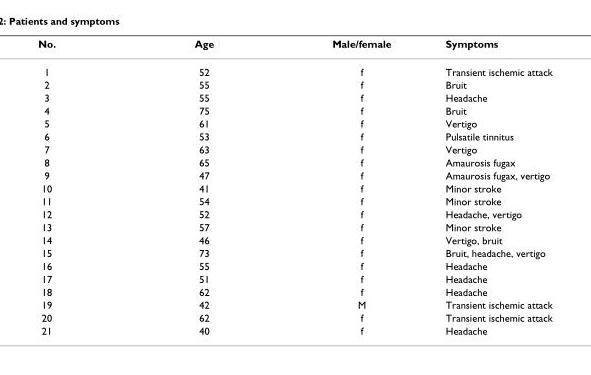 2: Patients and symptoms
No. Age Male/female Symptoms
1 52 f Transient ischemic attack
2 55 f Bruit
3 55 f Headache
4 75 f Bruit
5 61 f Vertigo
6 53 f Pulsatile tinnitus
7 63 f Vertigo
8 65 f Amaurosis fugax
9 47 f Amaurosis fugax, vertigo
10 41 f Minor stroke
11 54 f Minor stroke
12 52 f Headache, vertigo
13 57 f Minor stroke
14 46 f Vertigo, bruit
15 73 f Bruit, headache, vertigo
16 55 f Headache
17 51 f Headache
18 62 f Headache
19 42 M Transient ischemic attack
20 62 f Transient ischemic attack
21 40 f Headache